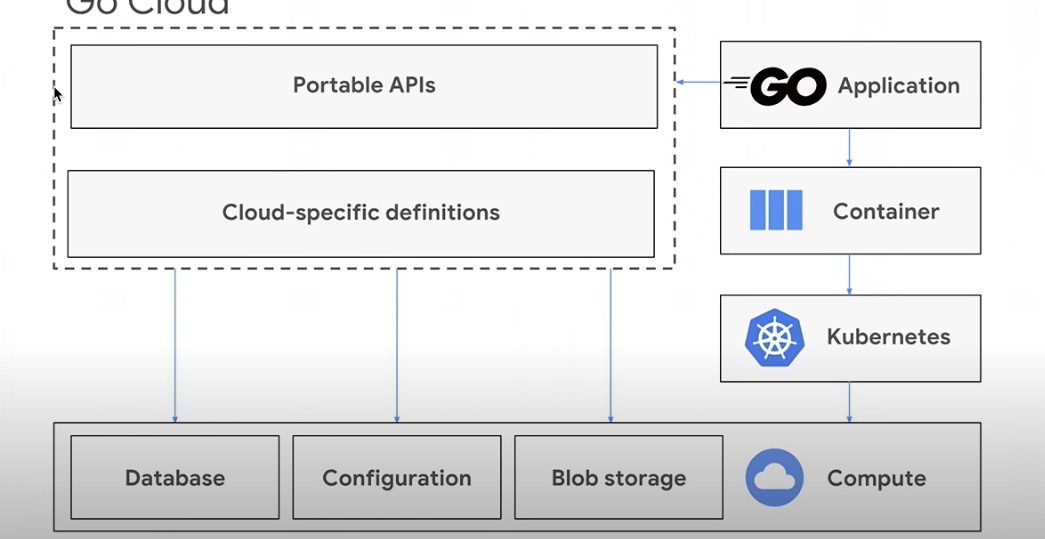 Go Cloud
Portable APIs
GO Application
Cloud-specific definitions
Container
Kubernetes
Database
Configuration
Blob storage
Compute